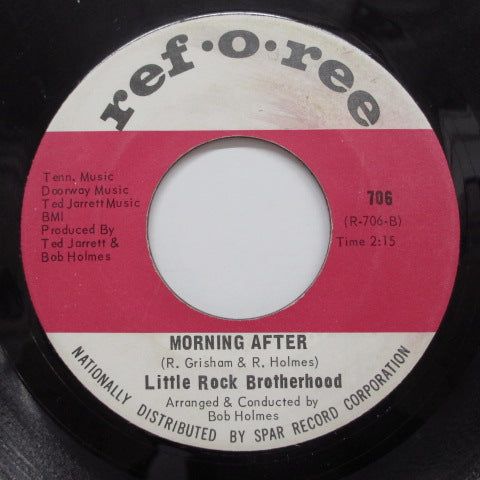 ref·o·ree
Tenn. Music
Doorway Music
Ted Jarrett Music
BMI
Produced By
Ted Jarrett &
Bob Holmes
706
(R-706-B)
Time 2:15
MORNING AFTER
(R. Grisham & R. Holmes)
Little Rock Brotherhood
Arranged & Conducted by
Bob Holmes
NATIONALLY DISTRIBUTED BY SPAR RECORD CORPORATION